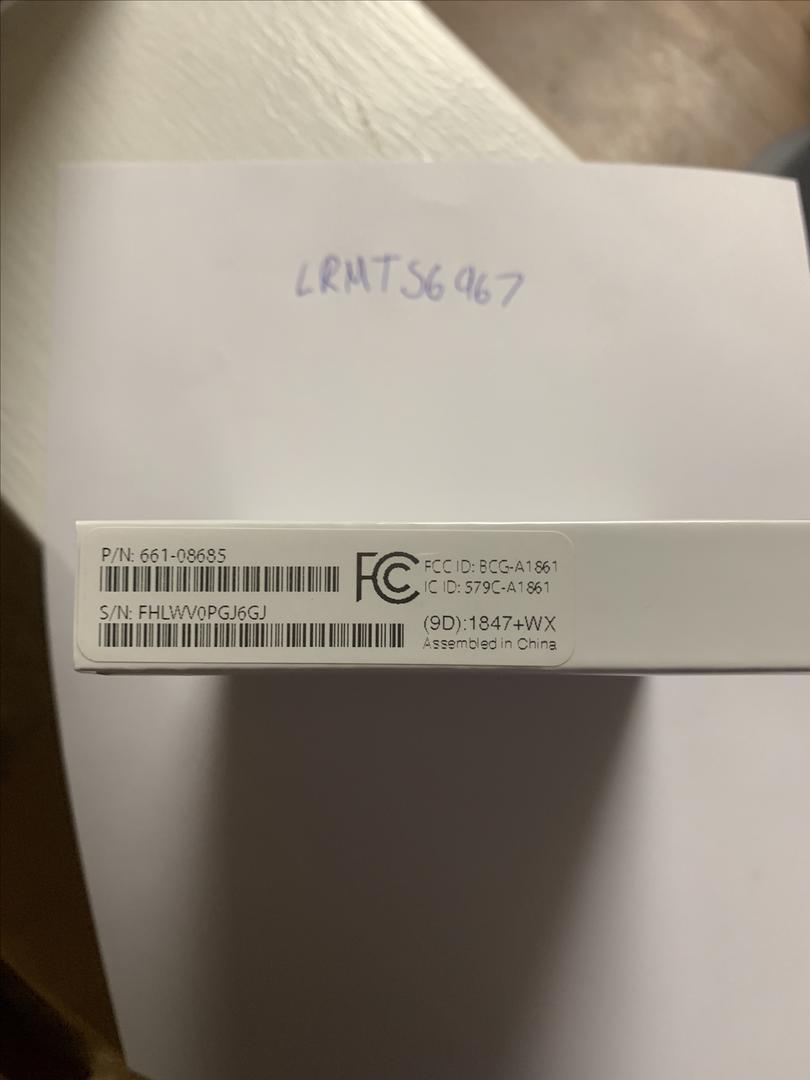 LRMTS6967
P/N: 661-08685
S/N: FHLWV0PGJ6GJ
FCC ID: BCG-A1861
IC ID: 579C-A1861
(9D):1847+WX
Assembled in China